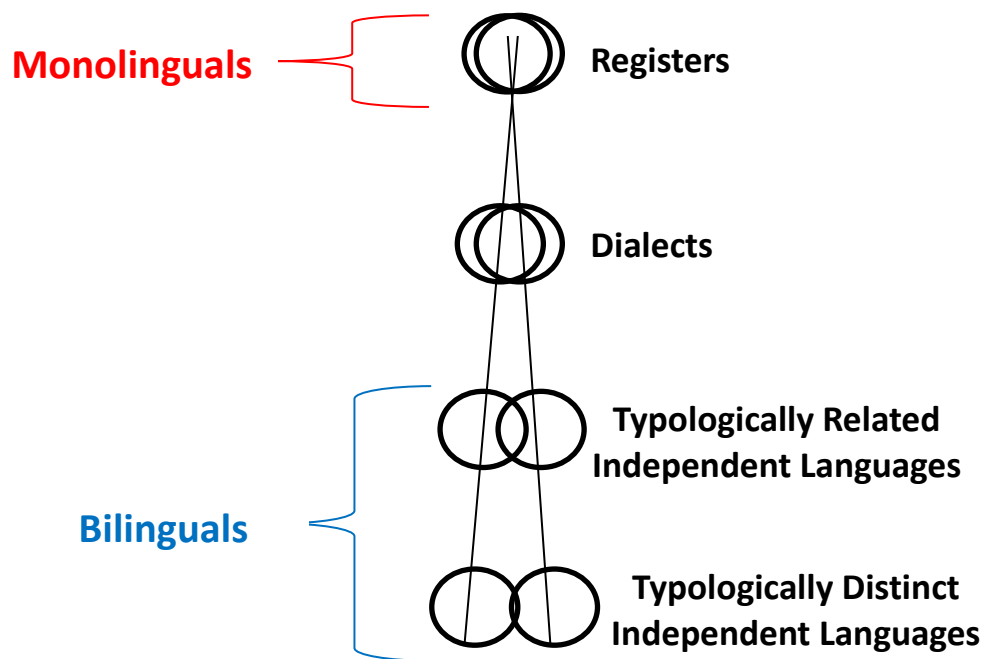 Monolinguals
Registers
Dialects
Typologically Related
Independent Languages
Bilinguals
Typologically Distinct
Independent Languages